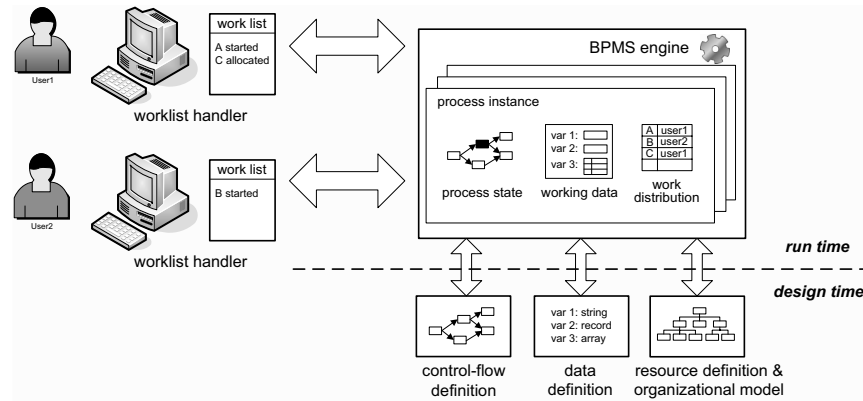 work list
A started
C allocated
User1
worklist handler
work list
B started
User2
worklist handler
BPMS engine
process instance
var 1:
var 2:
var 3:
A user1
B user2
C user1
process state
working data
work
distribution
run time
design time
var 1: string
var 2: record
var 3: array
control-flow
definition
data
definition
resource definition &
organizational model